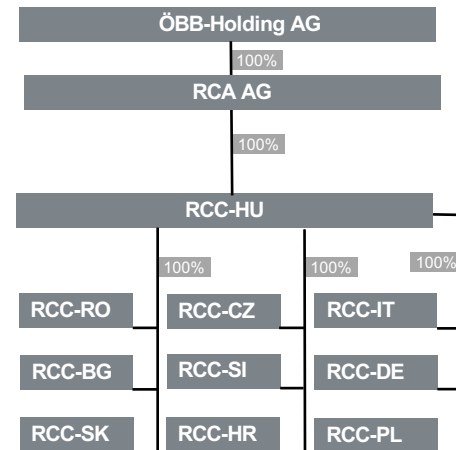 ÖBB-Holding AG
100%
RCA AG
100%
RCC-HU
100%
100%
100%
RCC-RO
RCC-CZ
RCC-IT
RCC-BG
RCC-SI
RCC-DE
RCC-SK
RCC-HR
RCC-PL